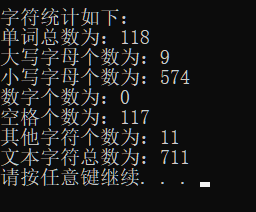 字符统计如下：
单词总数为：118
大写字母个数为：9
小写字母个数为：574
数字个数为：0
空格个数为：117
其他字符个数为：11
文本字符总数为：711
请按任意键继续. . .